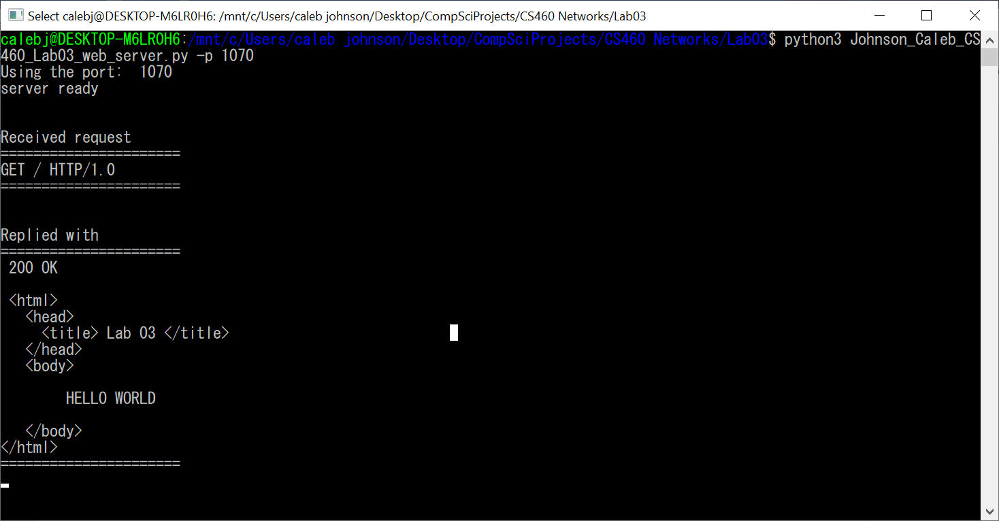 Select calebj@DESKTOP-M6LR0H6: /mnt/c/Users/caleb johnson/Desktop/CompSciProjects/CS460 Networks/Lab03
calebj@DESKTOP-M6LR0H6:/mnt/c/Users/caleb johnson/Desktop/CompSciProjects/CS460 Networks/Lab03$ python3 Johnson_Caleb_CS
460_Lab03_web_server.py -p 1070
Using the port:  1070
server ready
Received request
======================
GET / HTTP/1.0
======================
Replied with
======================
 200 OK
 <html>
   <head>
     <title> Lab 03 </title>
   </head>
   <body>
        HELLO WORLD
   </body>
</html>
======================